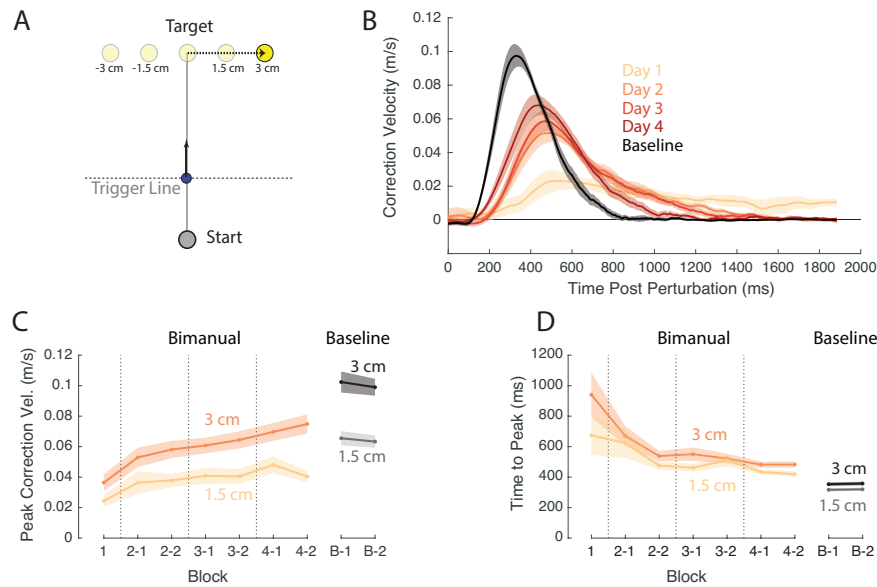 A
Target
-3 cm
-1.5 cm
1.5 cm
3 cm
Trigger Line
Start
B
Correction Velocity (m/s)
0.1
0.08
0.06
0.04
0.02
0
Day 1
Day 2
Day 3
Day 4
Baseline
0 200 400 600 800 1000 1200 1400 1600 1800 2000
Time Post Perturbation (ms)
C
Bimanual
Baseline
Peak Correction Vel. (m/s)
0.12
0.1
0.08
0.06
0.04
0.02
0
3 cm
1.5 cm
3 cm
1.5 cm
1 2-1 2-2 3-1 3-2 4-1 4-2 B-1 B-2
Block
D
Bimanual
Baseline
Time to Peak (ms)
1200
1000
800
600
400
200
0
3 cm
1.5 cm
3 cm
1.5 cm
1 2-1 2-2 3-1 3-2 4-1 4-2 B-1 B-2
Block